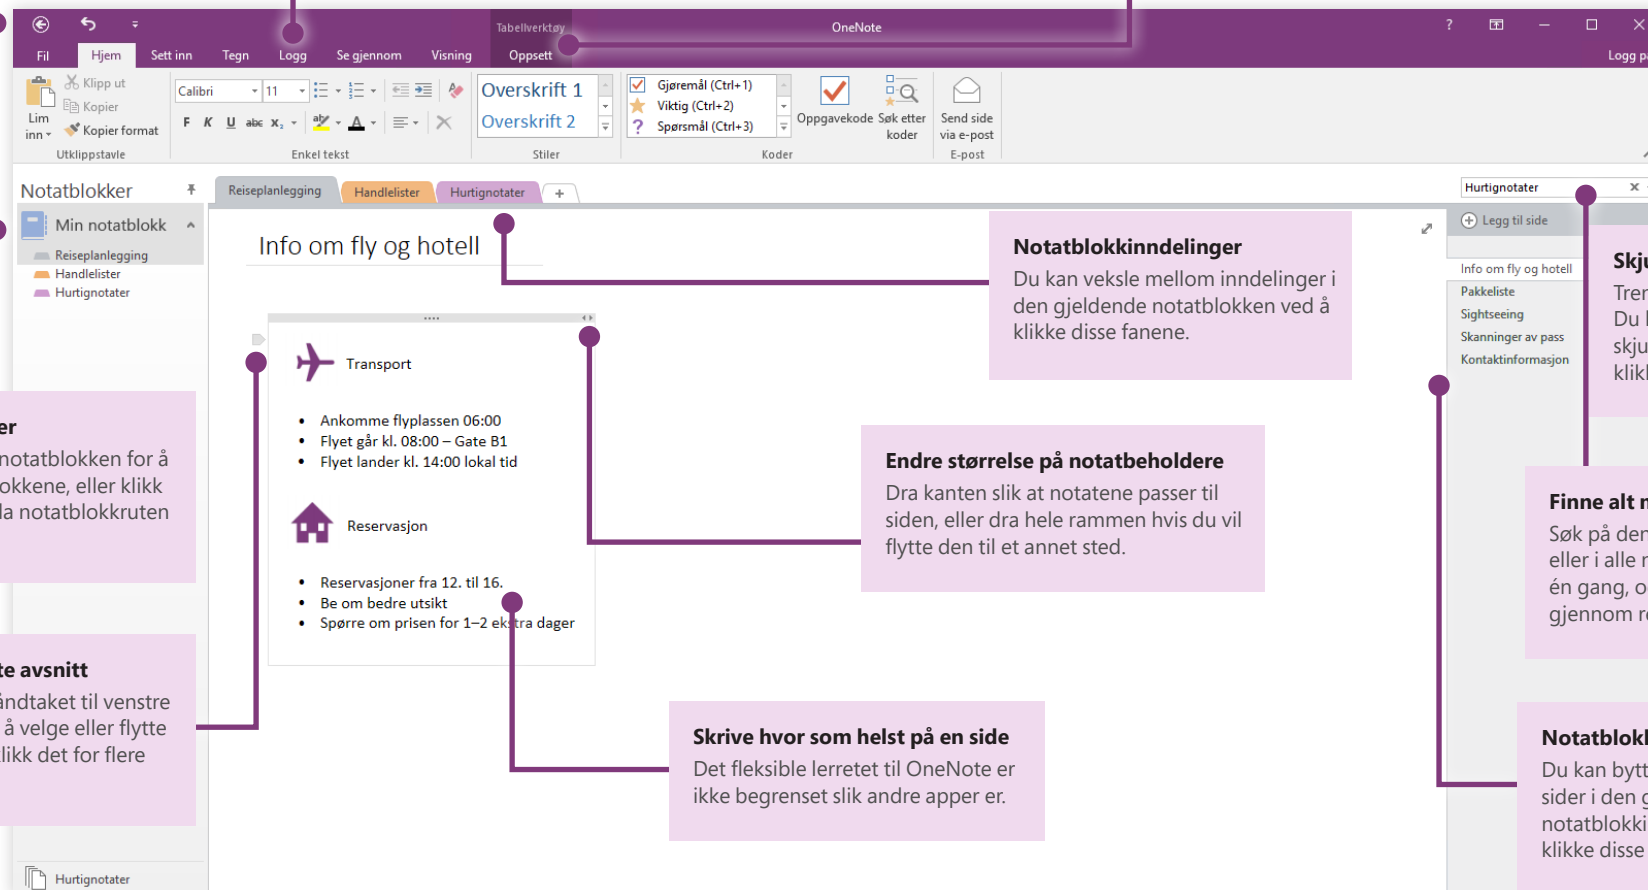 Tabellverktøy
OneNote
?
Fil
Hjem
Sett inn
Tegn
Logg
Se gjennom
Visning
Oppsett
Logg på
Lim
inn
Klipp ut
Kopier
Kopier format
Utklippstavle
Calibri
11
F K U abc x₂ aby A
Enkel tekst
Overskrift 1
Overskrift 2
Stiler
Gjøremål (Ctrl+1)
Viktig (Ctrl+2)
? Spørsmål (Ctrl+3)
Oppgavekode
Søk etter
koder
Koder
Send side
via e-post
E-post
Notatblokker
Min notatblokk
Reiseplanlegging
Handlelister
Hurtignotater
Reiseplanlegging
Handlelister
Hurtignotater
+
Info om fly og hotell
Transport
• Ankomme flyplassen 06:00
• Flyet går kl. 08:00 – Gate B1
• Flyet lander kl. 14:00 lokal tid
Reservasjon
• Reservasjoner fra 12. til 16.
• Be om bedre utsikt
• Spørre om prisen for 1–2 ekstra dager
Notatblokkinndelinger
Du kan veksle mellom inndelinger i
den gjeldende notatblokken ved å
klikke disse fanene.
Endre størrelse på notatbeholdere
Dra kanten slik at notatene passer til
siden, eller dra hele rammen hvis du vil
flytte den til et annet sted.
Skrive hvor som helst på en side
Det fleksible lerretet til OneNote er
ikke begrenset slik andre apper er.
er
notatblokken for å
okkene, eller klikk
la notatblokkruten
te avsnitt
åndtaket til venstre
å velge eller flytte
likk det for flere
Hurtignotater
Hurtignotater
Legg til side
Info om fly og hotell
Pakkeliste
Sightseeing
Skanninger av pass
Kontaktinformasjon
Skju
Tren
Du k
skju
klikk
Finne alt n
Søk på den
eller i alle n
én gang, o
gjennom re
Notatblokk
Du kan bytt
sider i den g
notatblokki
klikke disse